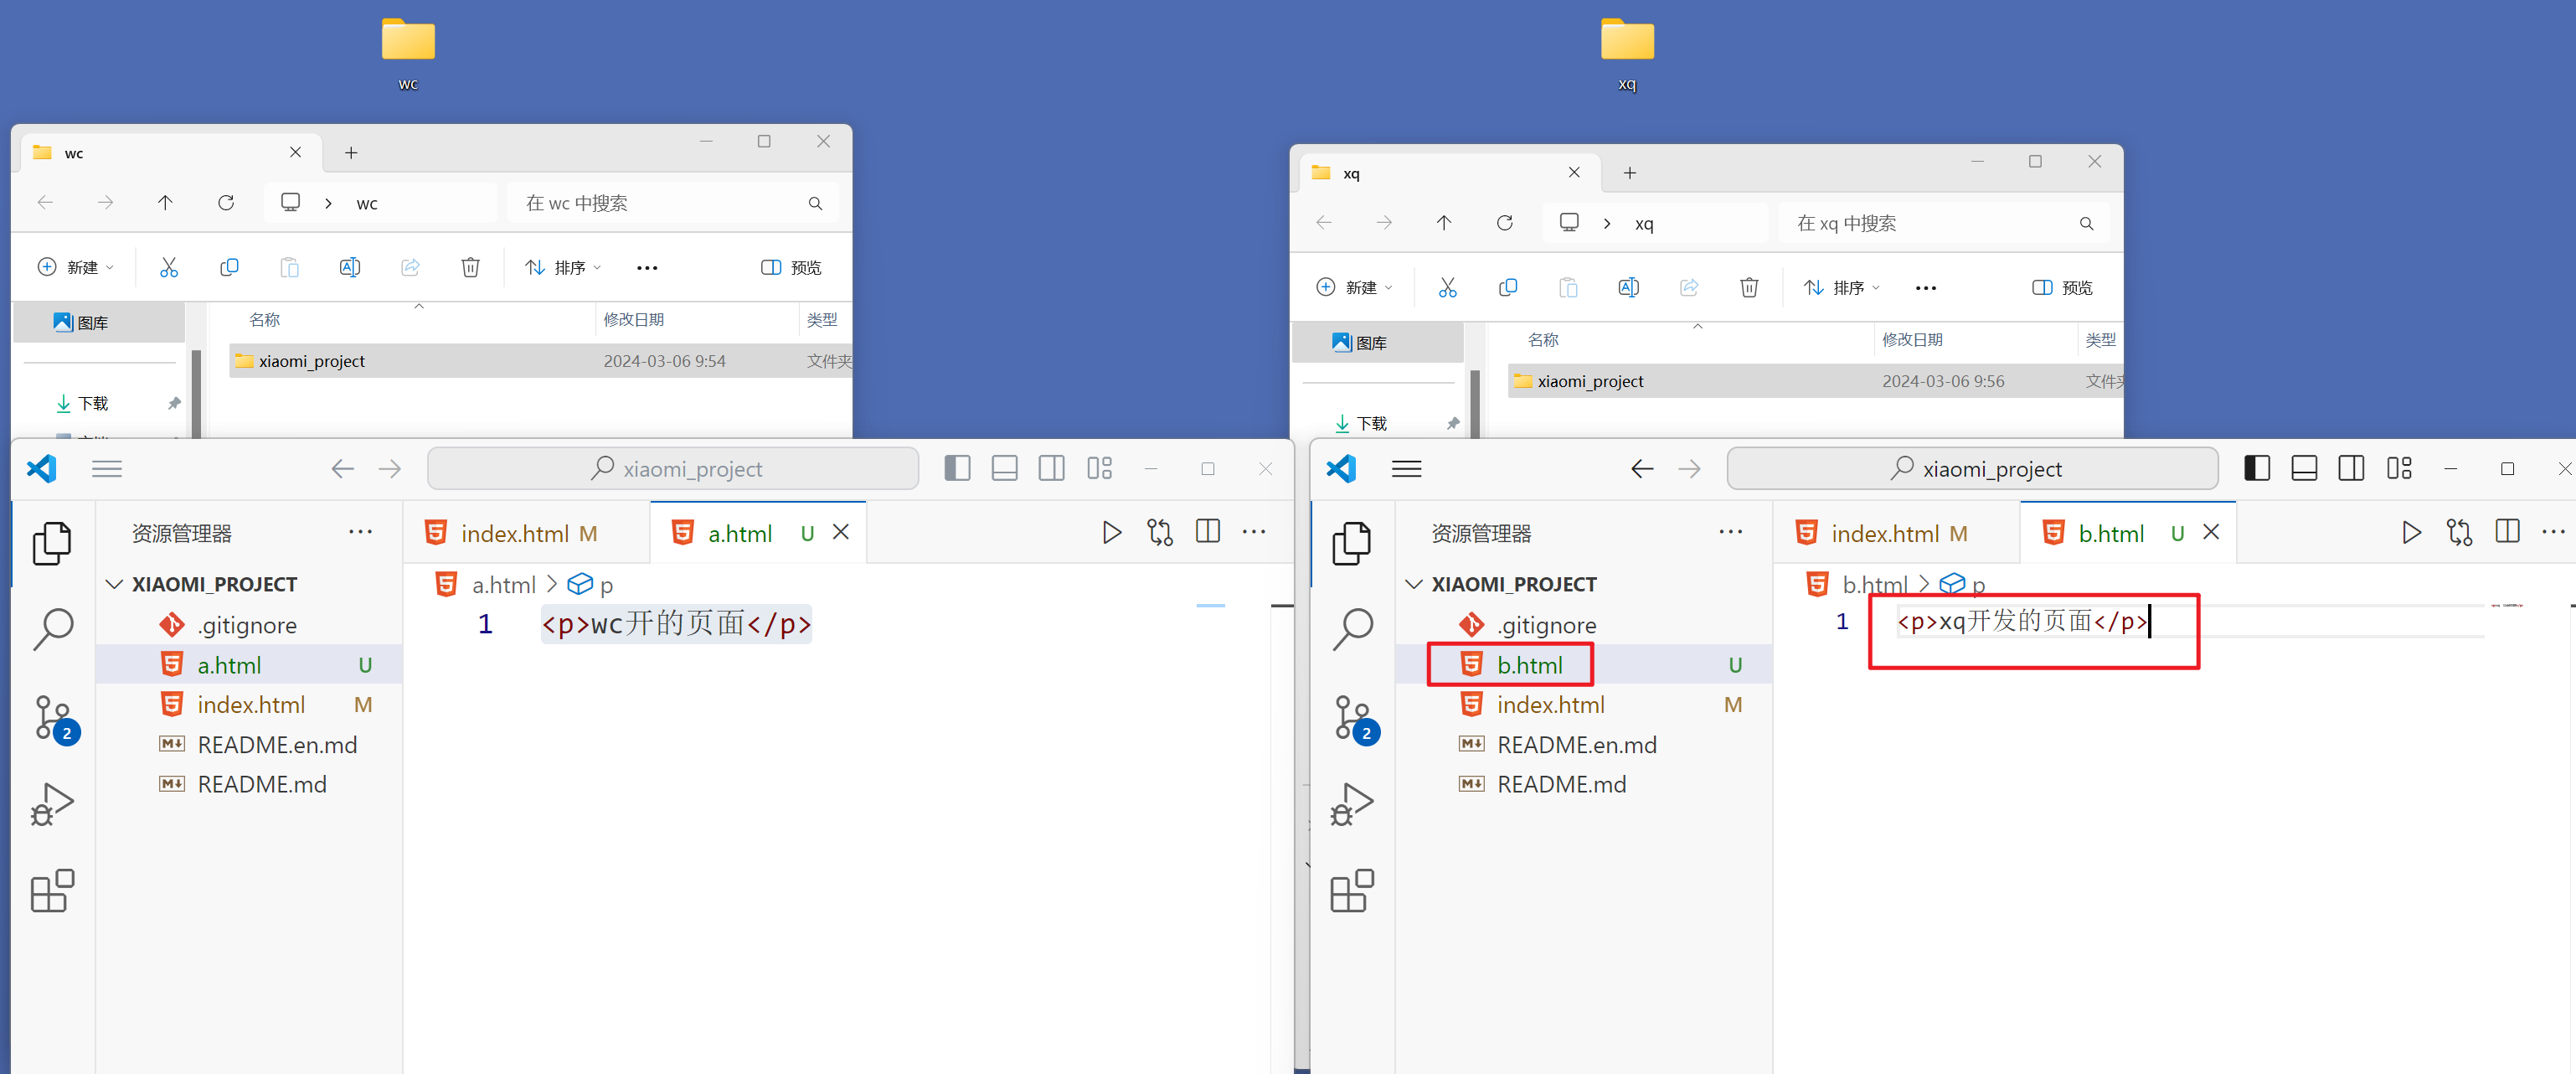 wc
xq
wc
wc
在 wc 中搜索
新建
排序
预览
图库
名称
修改日期
类型
xiaomi_project
2024-03-06 9:54
文件夹
下载
xq
xq
在 xq 中搜索
新建
排序
预览
图库
名称
修改日期
类型
xiaomi_project
2024-03-06 9:56
下载
xiaomi_project
资源管理器
index.html M
a.html U
XIAOMI_PROJECT
a.html > p
.gitignore
a.html U
index.html M
README.en.md
README.md
2
1 <p>wc开的页面</p>
xiaomi_project
资源管理器
index.html M
b.html U
XIAOMI_PROJECT
b.html > p
.gitignore
b.html U
index.html M
README.en.md
README.md
2
1 <p>xq开发的页面</p>